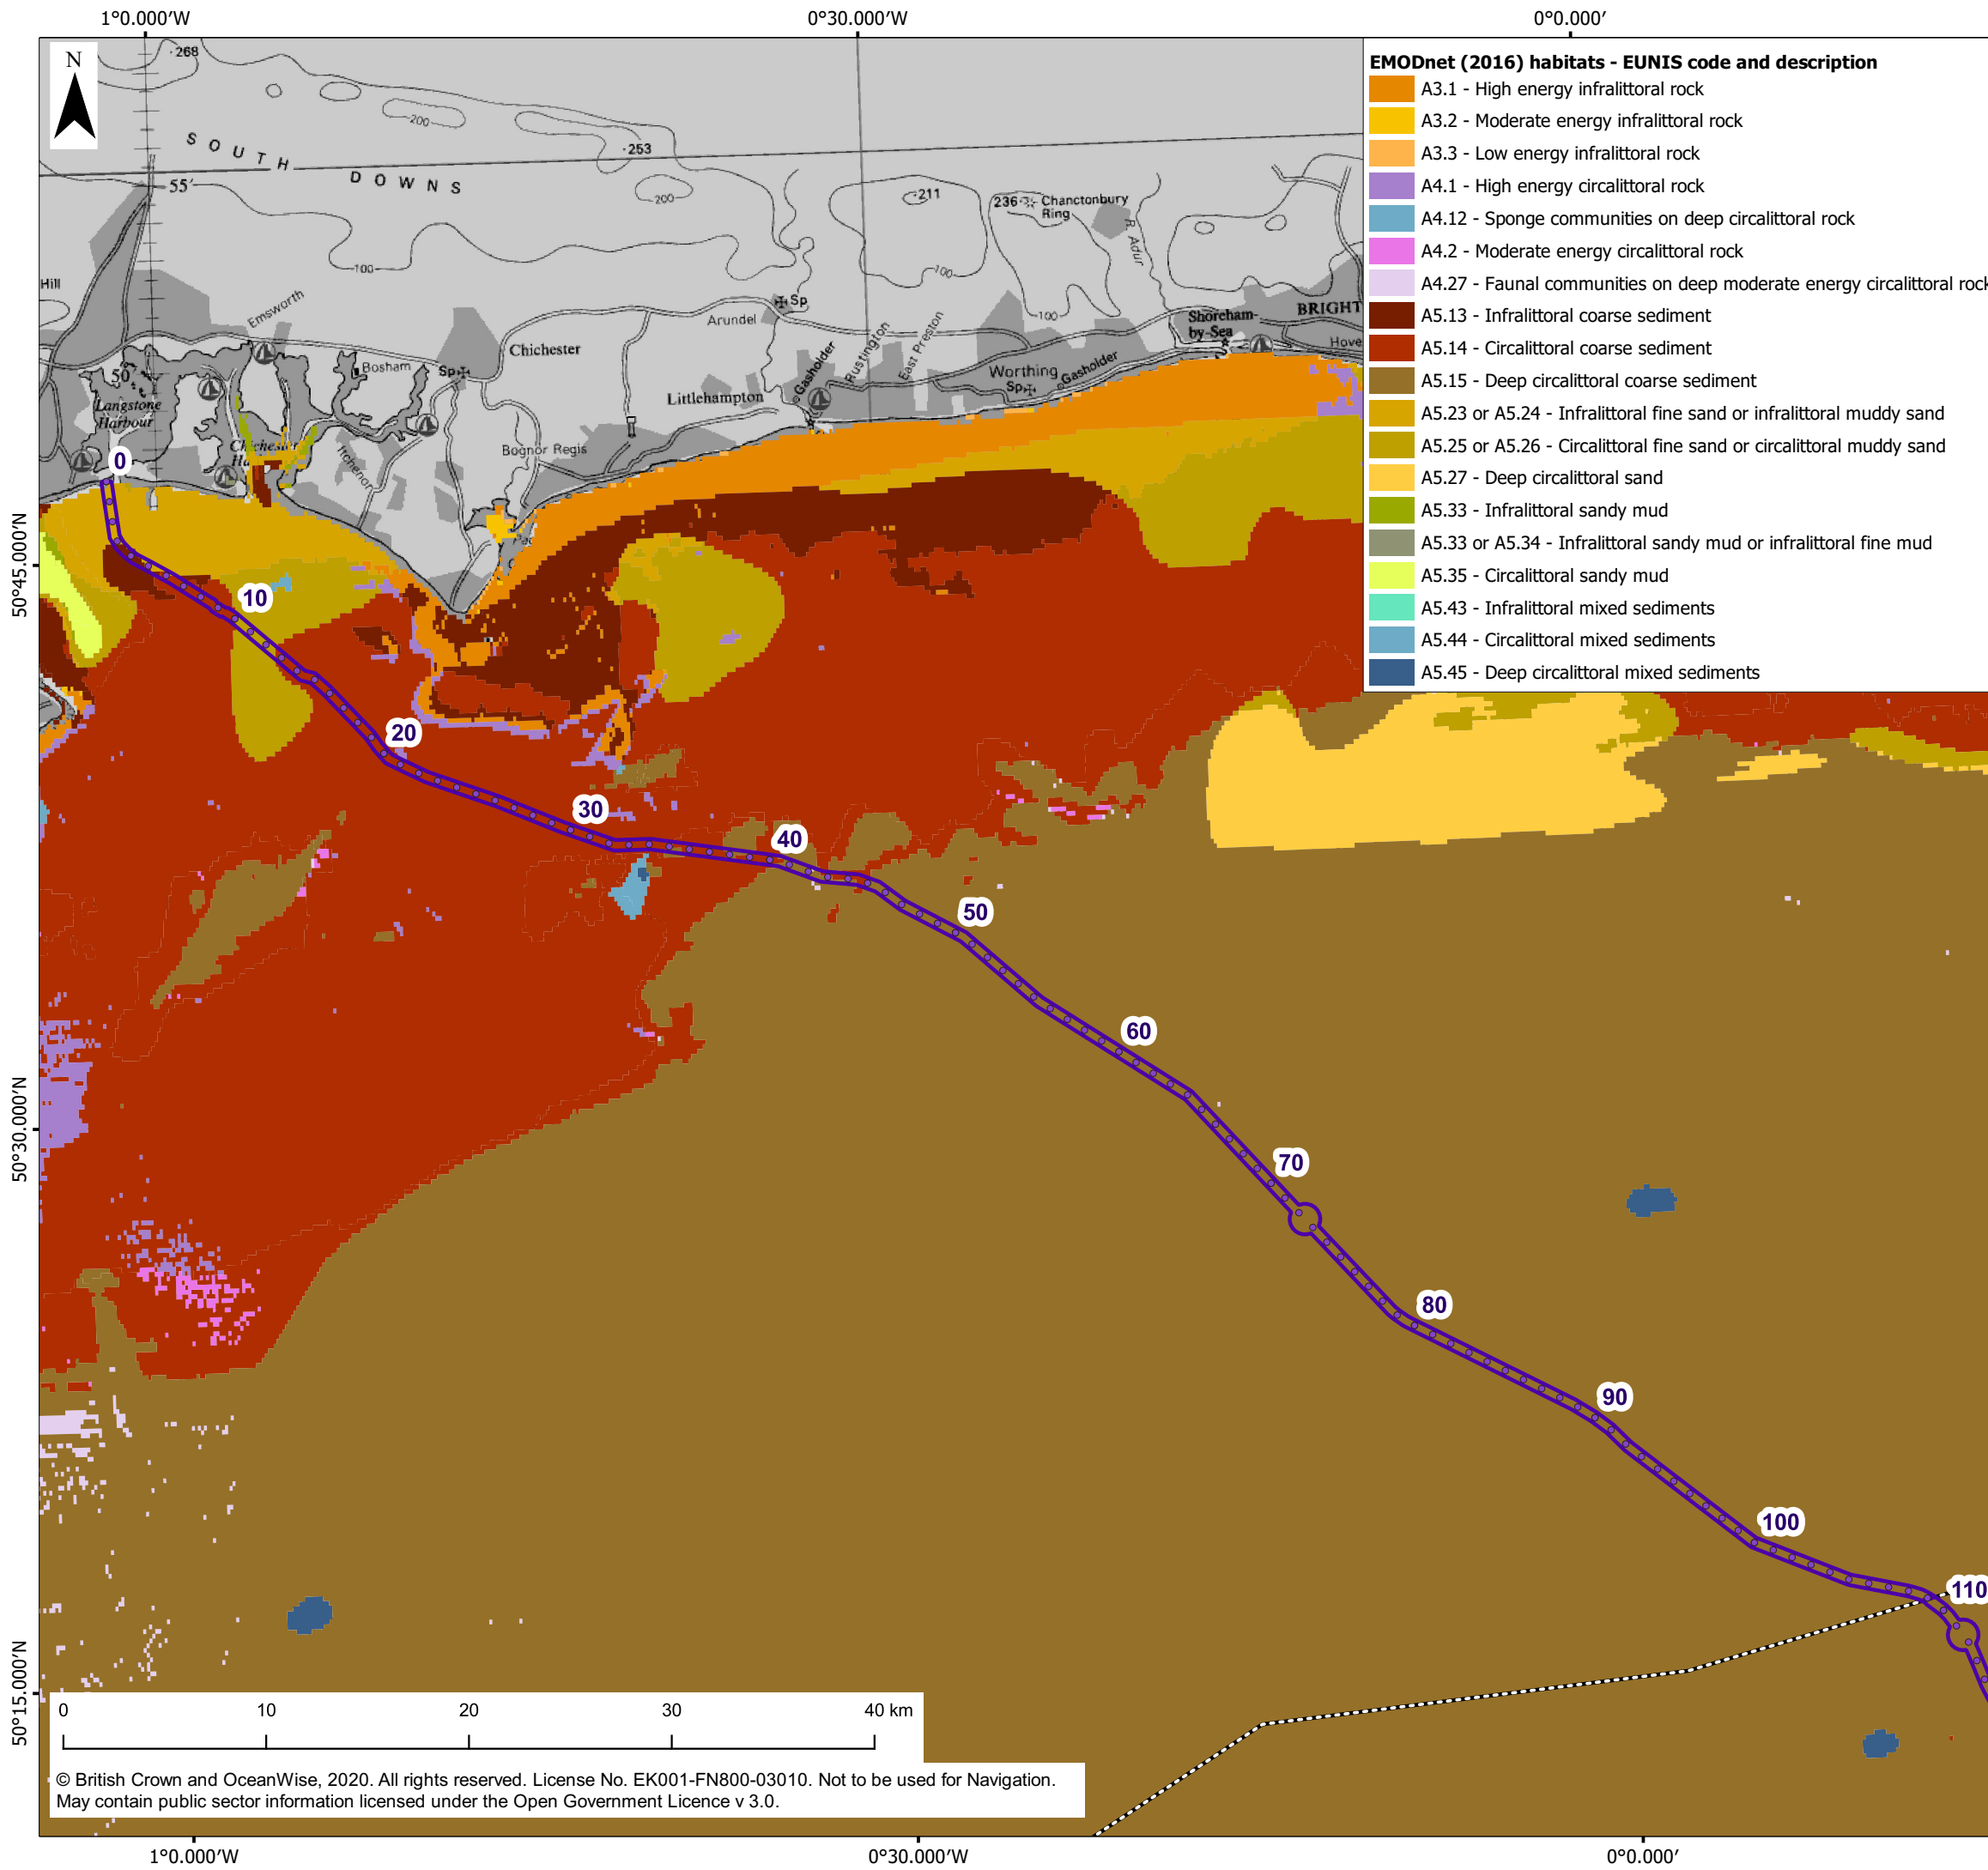 1°0.000'W
0°30.000'W
0°0.000'
N
268
200
253
SOUTH
DOWNS
55'
200
211
236
Chanctonbury
Ring
R. Adur
100
100
100
Hill
Emsworth
Sp
Arundel
Rustington
East Preston
Gasholder
Shoreham-
by-Sea
BRIGHT
Hove
Chichester
Bosham
Sp
50'
Langstone
Harbour
Littlehampton
Worthing
Sp
Gasholder
Bognor Regis
Itchenor
0
10
20
30
40
50
60
70
80
90
100
110
EMODnet (2016) habitats - EUNIS code and description
A3.1 - High energy infralittoral rock
A3.2 - Moderate energy infralittoral rock
A3.3 - Low energy infralittoral rock
A4.1 - High energy circalittoral rock
A4.12 - Sponge communities on deep circalittoral rock
A4.2 - Moderate energy circalittoral rock
A4.27 - Faunal communities on deep moderate energy circalittoral rock
A5.13 - Infralittoral coarse sediment
A5.14 - Circalittoral coarse sediment
A5.15 - Deep circalittoral coarse sediment
A5.23 or A5.24 - Infralittoral fine sand or infralittoral muddy sand
A5.25 or A5.26 - Circalittoral fine sand or circalittoral muddy sand
A5.27 - Deep circalittoral sand
A5.33 - Infralittoral sandy mud
A5.33 or A5.34 - Infralittoral sandy mud or infralittoral fine mud
A5.35 - Circalittoral sandy mud
A5.43 - Infralittoral mixed sediments
A5.44 - Circalittoral mixed sediments
A5.45 - Deep circalittoral mixed sediments
50°45.000'N
50°30.000'N
50°15.000'N
0 10 20 30 40 km
© British Crown and OceanWise, 2020. All rights reserved. License No. EK001-FN800-03010. Not to be used for Navigation.
May contain public sector information licensed under the Open Government Licence v 3.0.
1°0.000'W
0°30.000'W
0°0.000'